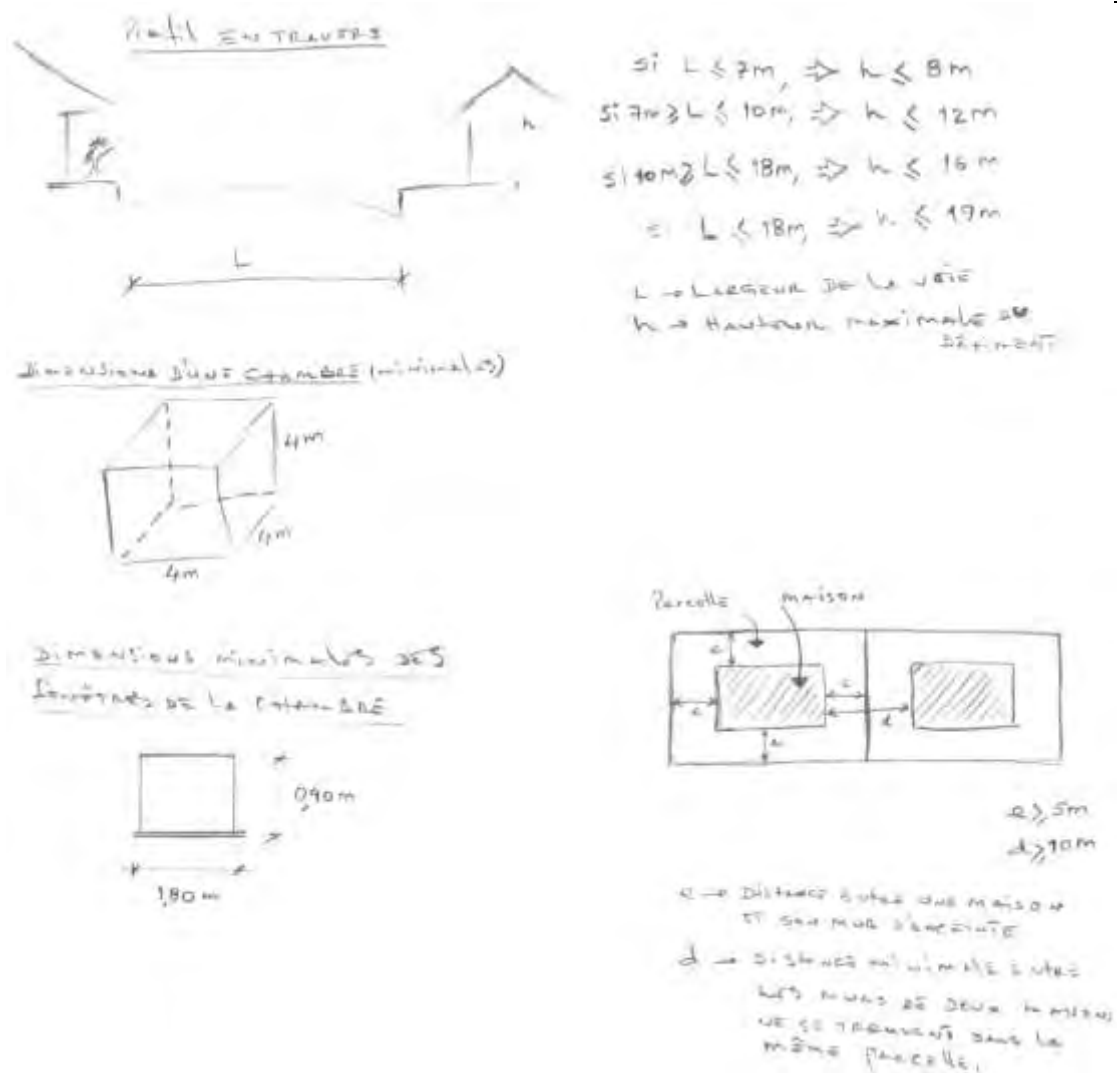 Profil EN TRAVERS
h
L
si L ⩽ 7m, ⇒ h ⩽ 8m
si 7m ⩾ L ⩽ 10m, ⇒ h ⩽ 12m
si 10m ⩾ L ⩽ 18m, ⇒ h ⩽ 16m
L ⩽ 18m, ⇒ h ⩽ 19m
L → LARGEUR DE La VOIE
h → HAUTEUR maximale du
BÂTIMENT
Dimensions D'UNE CHAMBRE (minimales)
4m
4m
4m
Dimensions minimales DES
FENÊTRES DE La CHAMBRE
0,90m
1,80m
Parcelle maison
e
e
e
e
d
e ⩾ 5m
d ⩾ 10m
e → Distance ENTRE UNE MAISON
ET SON MUR D'ENCEINTE
d → Distance minimale ENTRE
LES MURS DE DEUX MAISONS
NE SE TROUVENT DANS La
même parcelle.